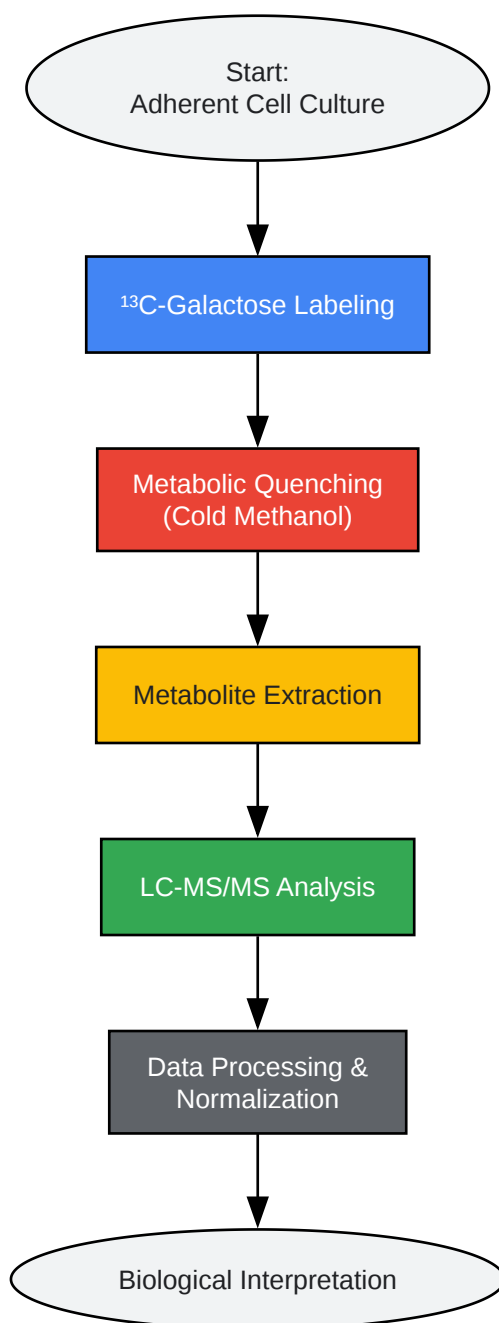 Start:
Adherent Cell Culture
¹³C-Galactose Labeling
Metabolic Quenching
(Cold Methanol)
Metabolite Extraction
LC-MS/MS Analysis
Data Processing &
Normalization
Biological Interpretation